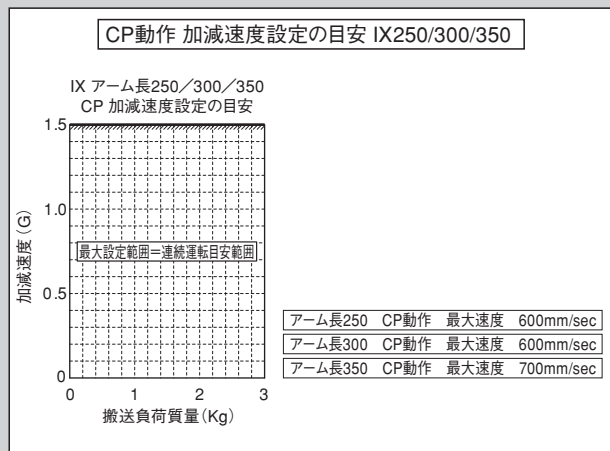 CP動作 加減速度設定の目安 IX250/300/350
IX アーム長250／300／350
CP 加減速度設定の目安
1.5
1.0
0.5
0
加減速度(G)
最大設定範囲＝連続運転目安範囲
0 1 2 3
搬送負荷質量(Kg)
アーム長250 CP動作 最大速度 600mm/sec
アーム長300 CP動作 最大速度 600mm/sec
アーム長350 CP動作 最大速度 700mm/sec